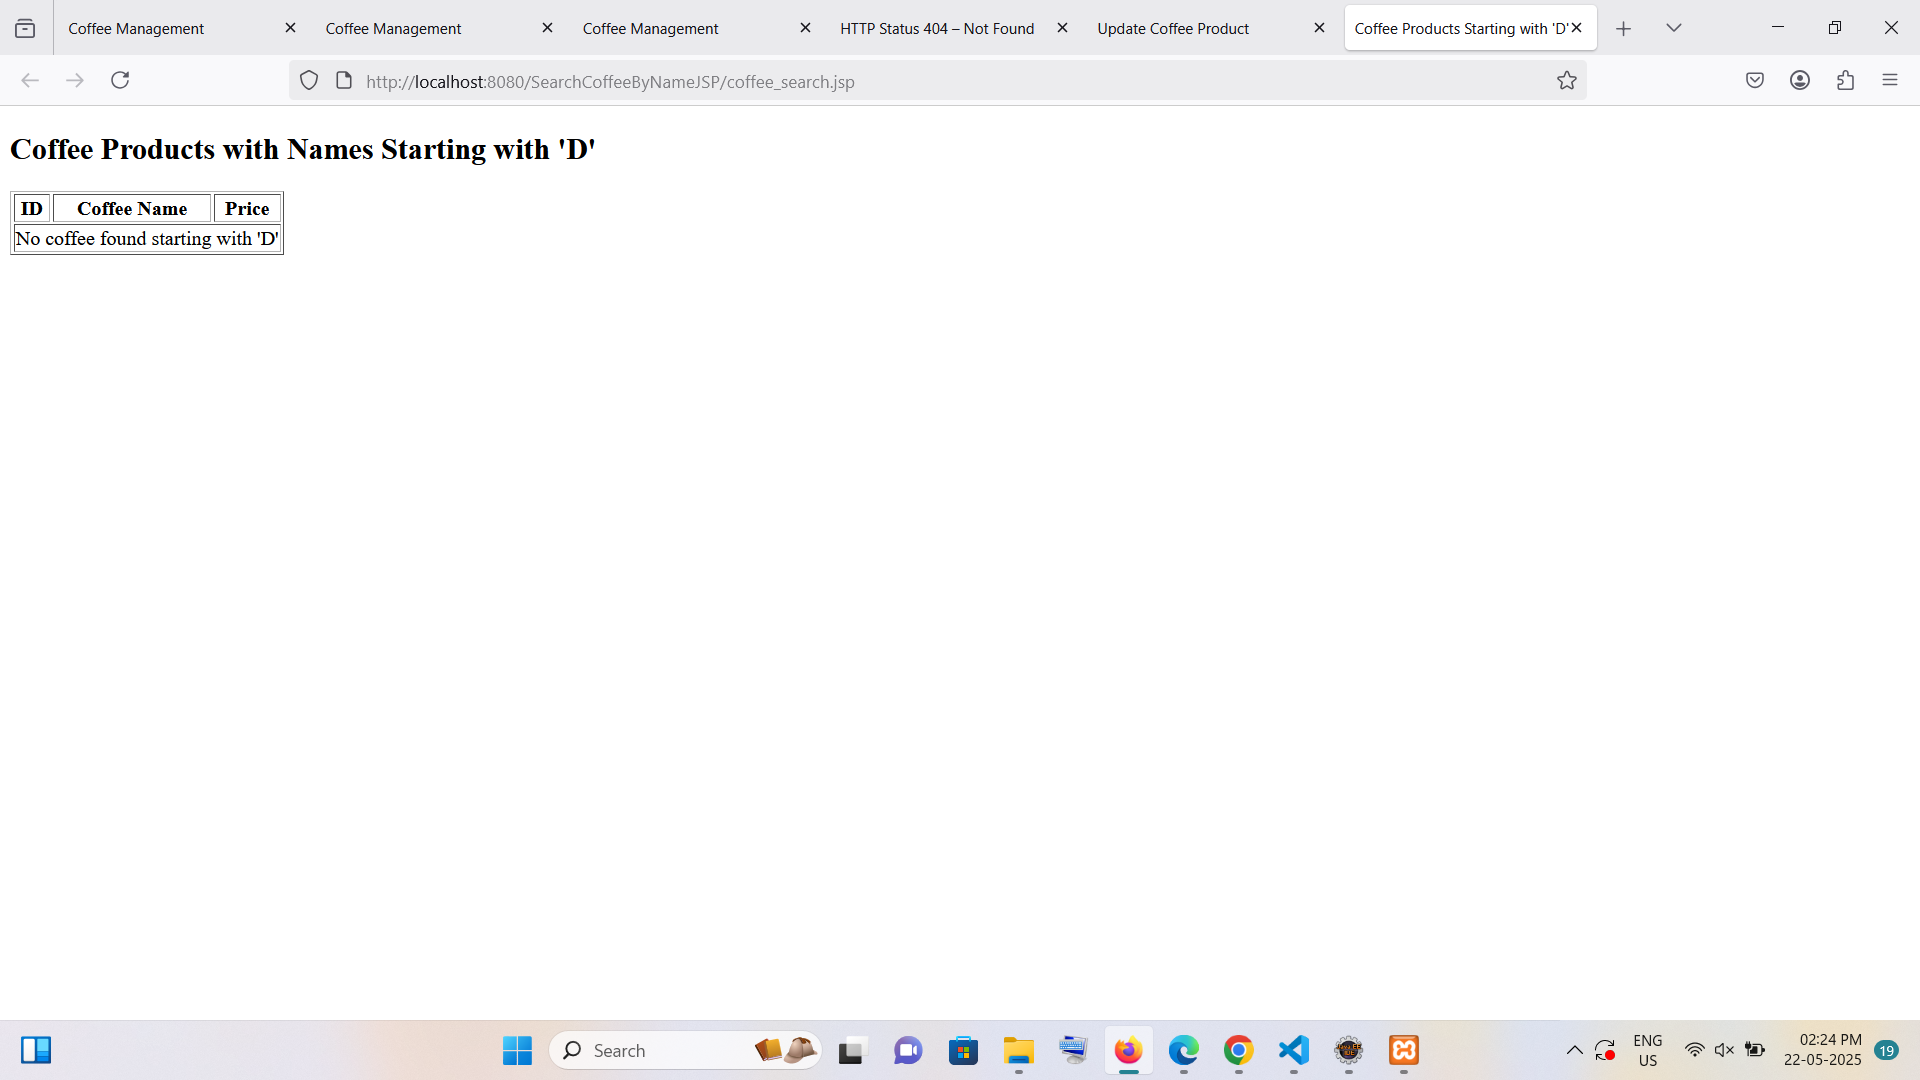 Coffee Management
Coffee Management
Coffee Management
HTTP Status 404 – Not Found
Update Coffee Product
Coffee Products Starting with 'D'
http://localhost:8080/SearchCoffeeByNameJSP/coffee_search.jsp
Coffee Products with Names Starting with 'D'
ID Coffee Name Price
No coffee found starting with 'D'
Search
ENG
US
02:24 PM
22-05-2025
19